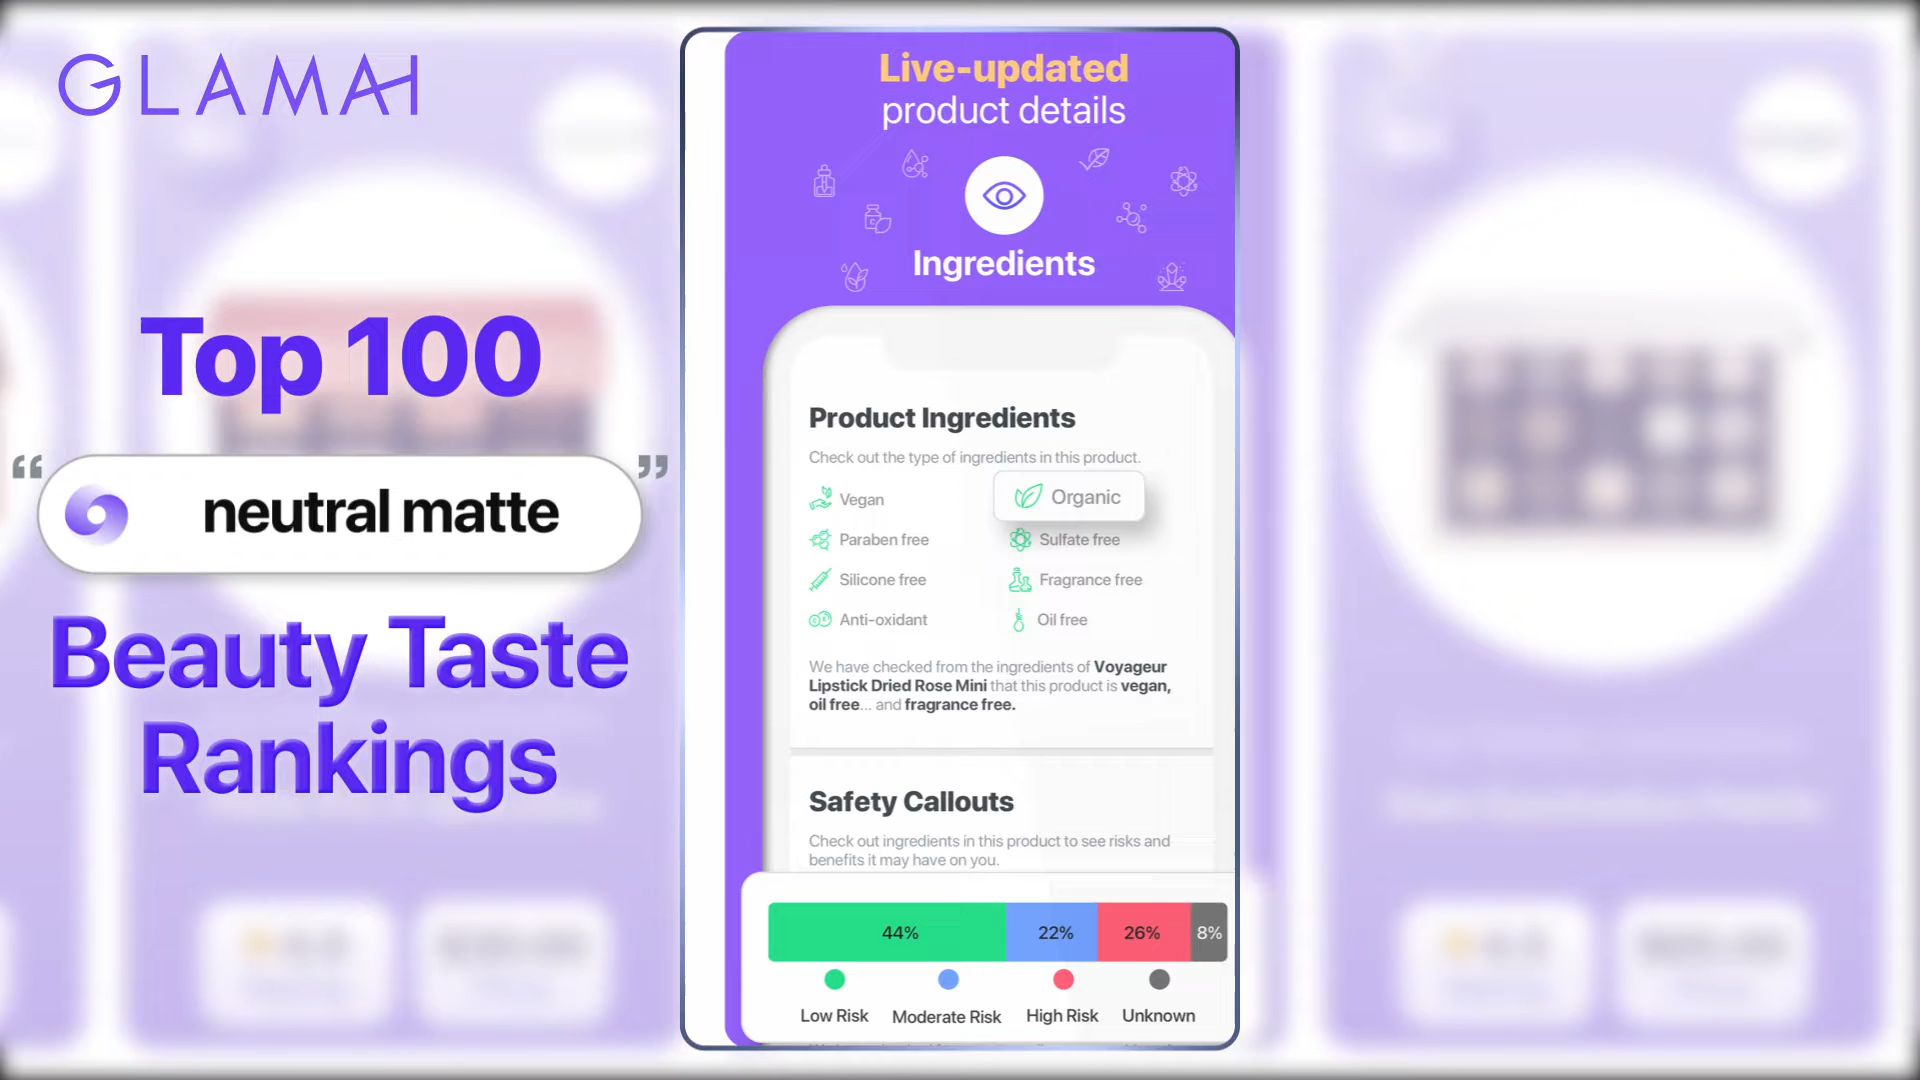 GLAMAI
Top 100
“ neutral matte ”
Beauty Taste
Rankings
Live-updated
product details
Ingredients
Product Ingredients
Check out the type of ingredients in this product.
Vegan
Organic
Paraben free
Sulfate free
Silicone free
Fragrance free
Anti-oxidant
Oil free
We have checked from the ingredients of Voyageur
Lipstick Dried Rose Mini that this product is vegan,
oil free... and fragrance free.
Safety Callouts
Check out ingredients in this product to see risks and
benefits it may have on you.
44%
22%
26%
8%
Low Risk
Moderate Risk
High Risk
Unknown